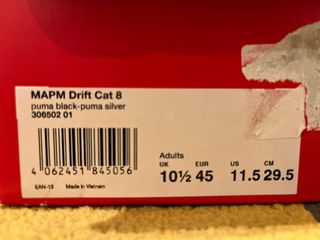 MAPM Drift Cat 8
puma black-puma silver
306502 01
4 062451 845056
EAN-13 Made in Vietnam
Adults
UK EUR US CM
10½ 45 11.5 29.5